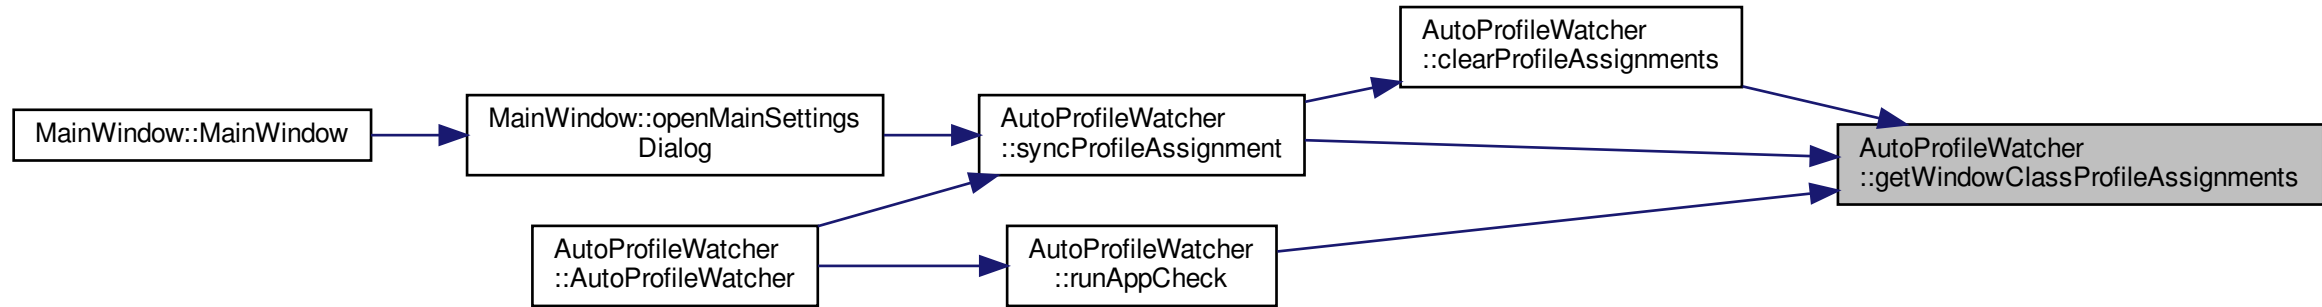 MainWindow::MainWindow
MainWindow::openMainSettings
Dialog
AutoProfileWatcher
::syncProfileAssignment
AutoProfileWatcher
::clearProfileAssignments
AutoProfileWatcher
::getWindowClassProfileAssignments
AutoProfileWatcher
::AutoProfileWatcher
AutoProfileWatcher
::runAppCheck